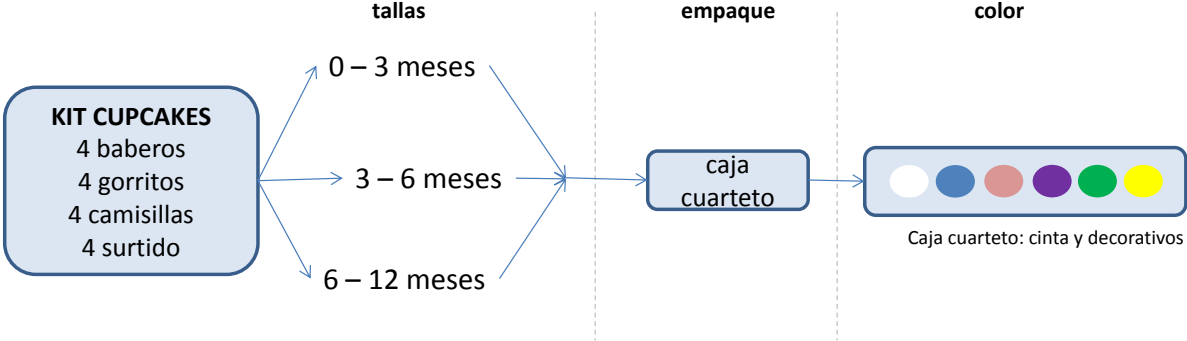 tallas
empaque
color
KIT CUPCAKES
4 baberos
4 gorritos
4 camisillas
4 surtido
0 – 3 meses
3 – 6 meses
6 – 12 meses
caja
cuarteto
Caja cuarteto: cinta y decorativos